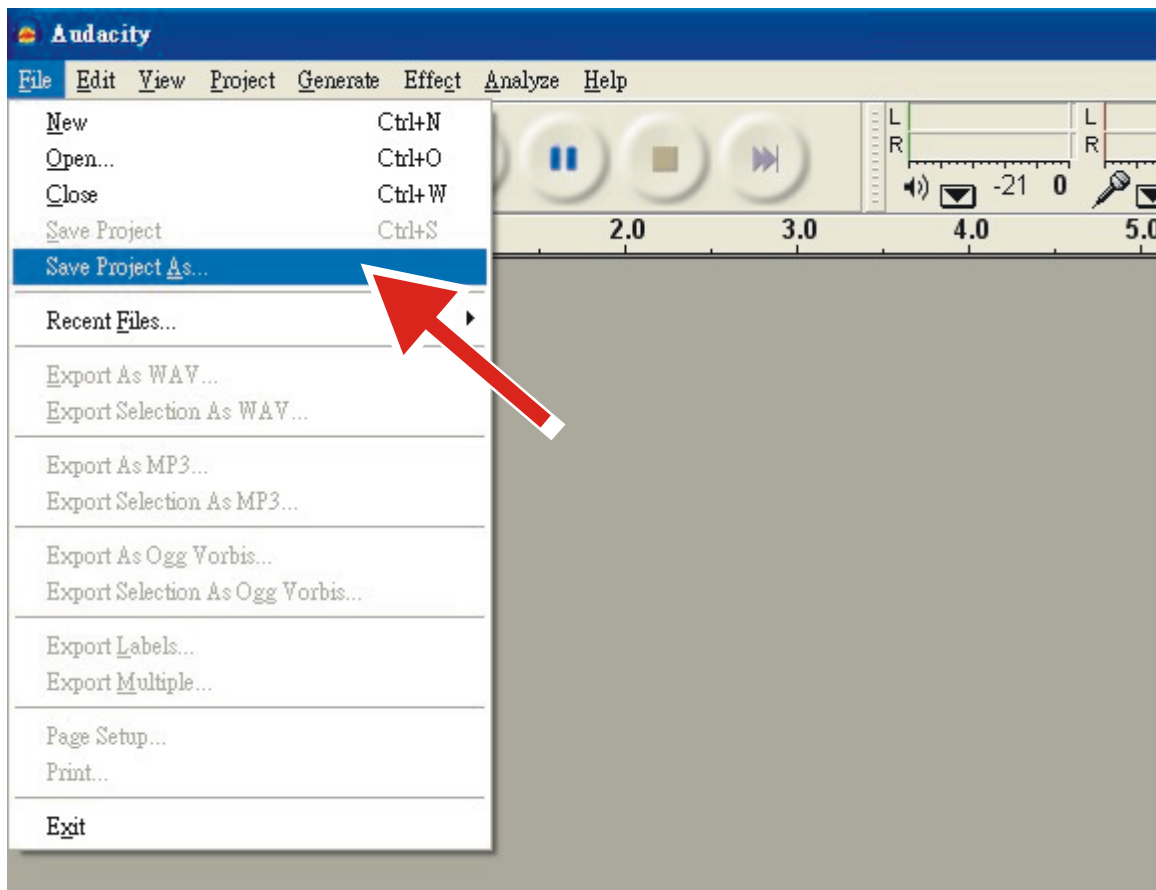 Audacity
File Edit View Project Generate Effect Analyze Help
New Ctrl+N
Open... Ctrl+O
Close Ctrl+W
Save Project Ctrl+S
Save Project As...
Recent Files...
Export As WAV...
Export Selection As WAV...
Export As MP3...
Export Selection As MP3...
Export As Ogg Vorbis...
Export Selection As Ogg Vorbis...
Export Labels...
Export Multiple...
Page Setup...
Print...
Exit
L L
R R
-21 0
2.0 3.0 4.0 5.0